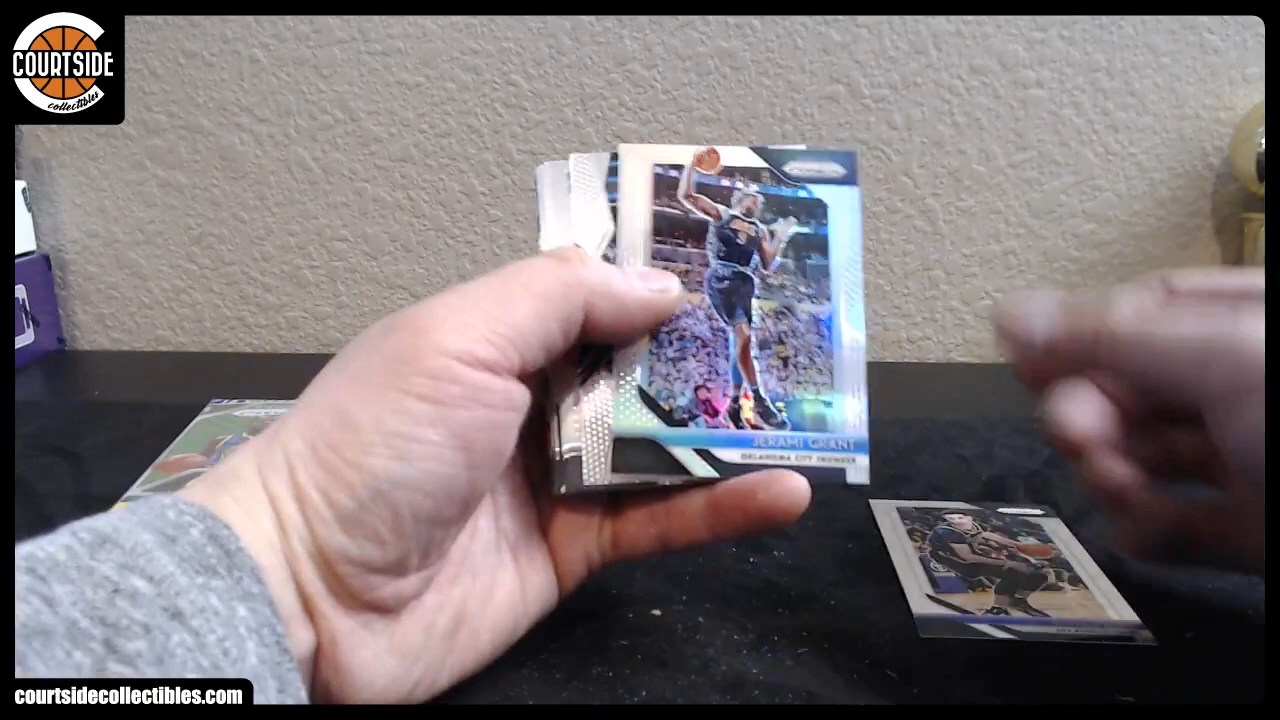 COURTSIDE
collectibles
PRIZM
JERAMI GRANT
OKLAHOMA CITY THUNDER
courtsidecollectibles.com